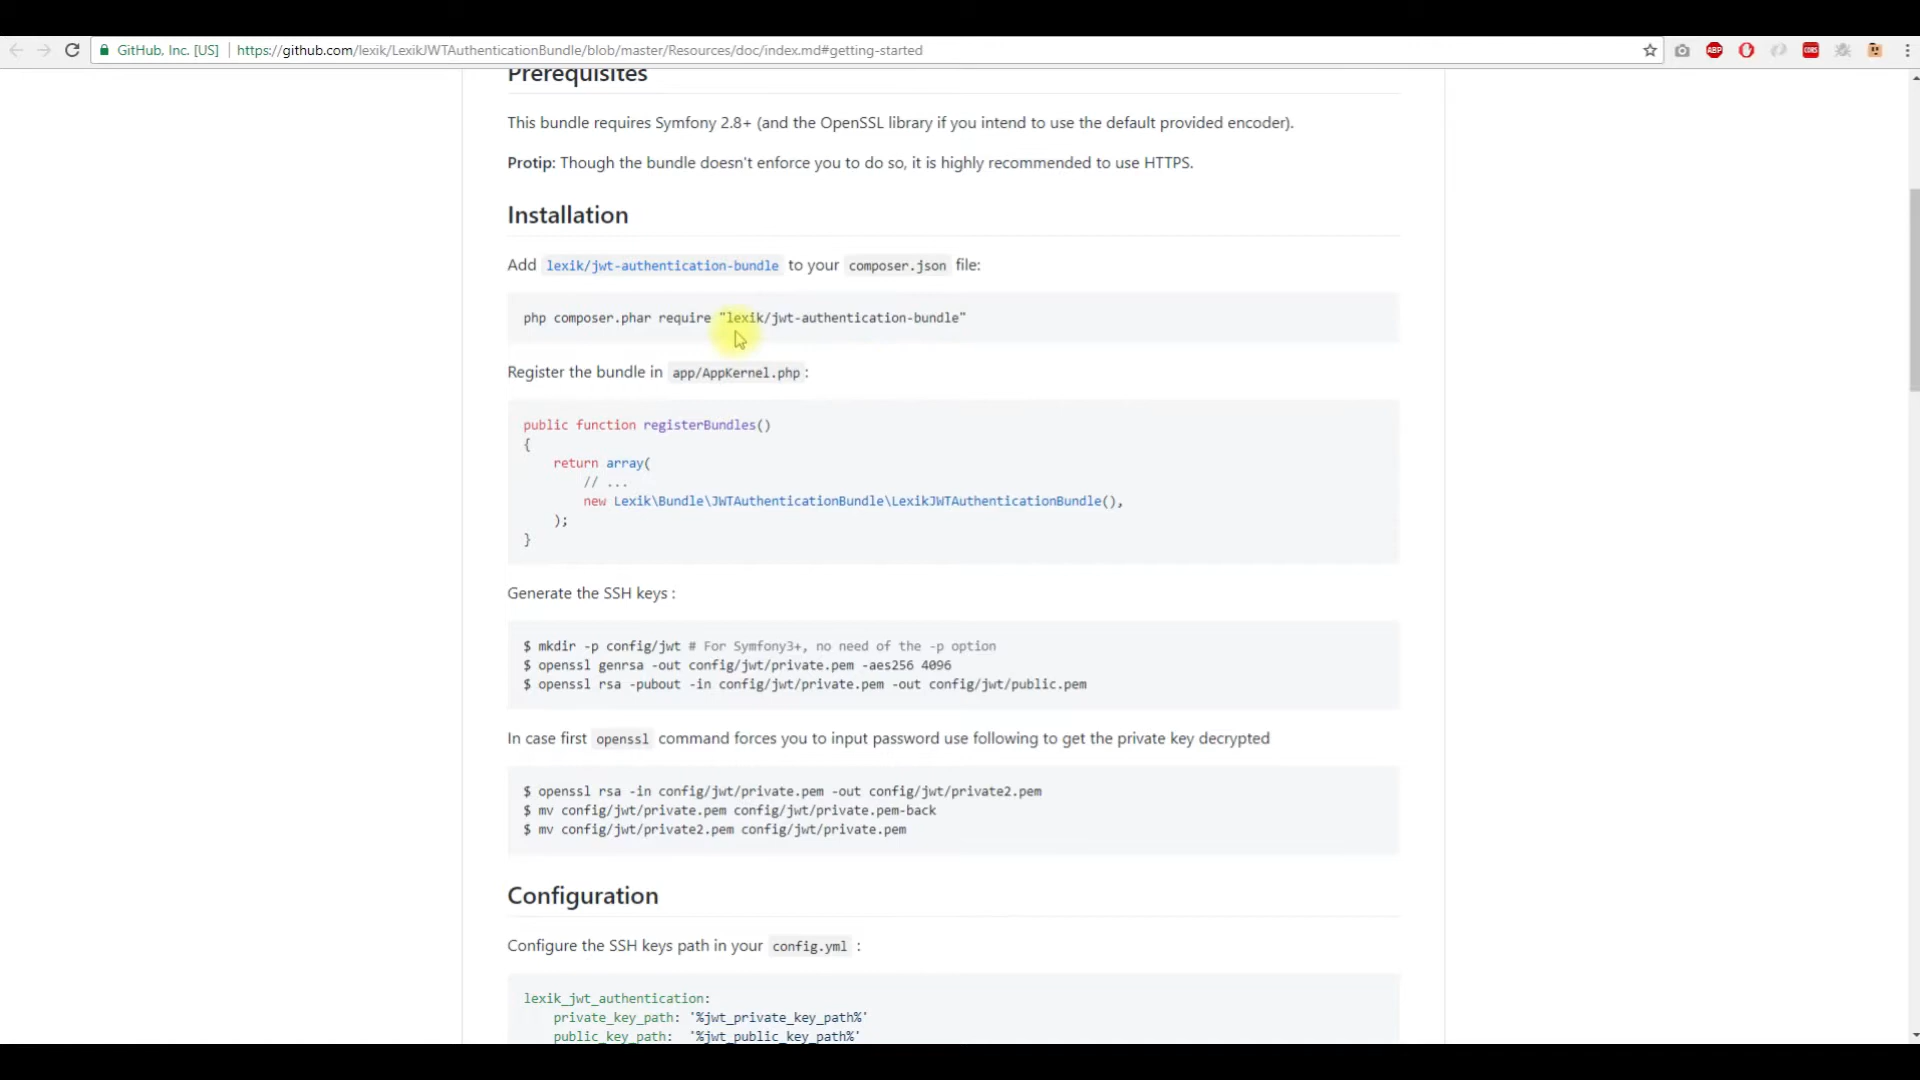 GitHub, Inc. [US] https://github.com/lexik/LexikJWTAuthenticationBundle/blob/master/Resources/doc/index.md#getting-started
ABP
CORS
Prerequisites
This bundle requires Symfony 2.8+ (and the OpenSSL library if you intend to use the default provided encoder).
Protip: Though the bundle doesn't enforce you to do so, it is highly recommended to use HTTPS.
Installation
Add lexik/jwt-authentication-bundle to your composer.json file:
php composer.phar require "lexik/jwt-authentication-bundle"
Register the bundle in app/AppKernel.php:
public function registerBundles()
{
    return array(
        // ...
        new Lexik\Bundle\JWTAuthenticationBundle\LexikJWTAuthenticationBundle(),
    );
}
Generate the SSH keys :
$ mkdir -p config/jwt # For Symfony3+, no need of the -p option
$ openssl genrsa -out config/jwt/private.pem -aes256 4096
$ openssl rsa -pubout -in config/jwt/private.pem -out config/jwt/public.pem
In case first openssl command forces you to input password use following to get the private key decrypted
$ openssl rsa -in config/jwt/private.pem -out config/jwt/private2.pem
$ mv config/jwt/private.pem config/jwt/private.pem-back
$ mv config/jwt/private2.pem config/jwt/private.pem
Configuration
Configure the SSH keys path in your config.yml :
lexik_jwt_authentication:
    private_key_path: '%jwt_private_key_path%'
    public_key_path:  '%jwt_public_key_path%'